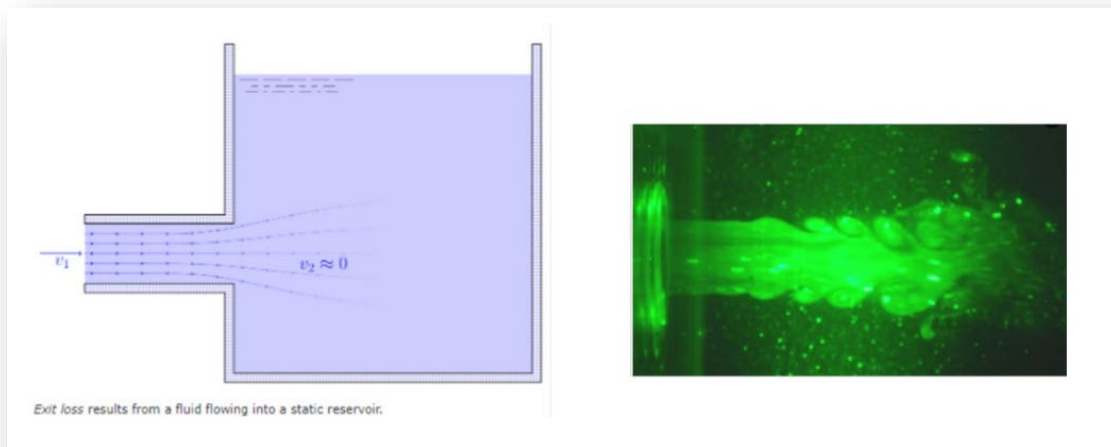 v₁
v₂ ≈ 0
Exit loss results from a fluid flowing into a static reservoir.